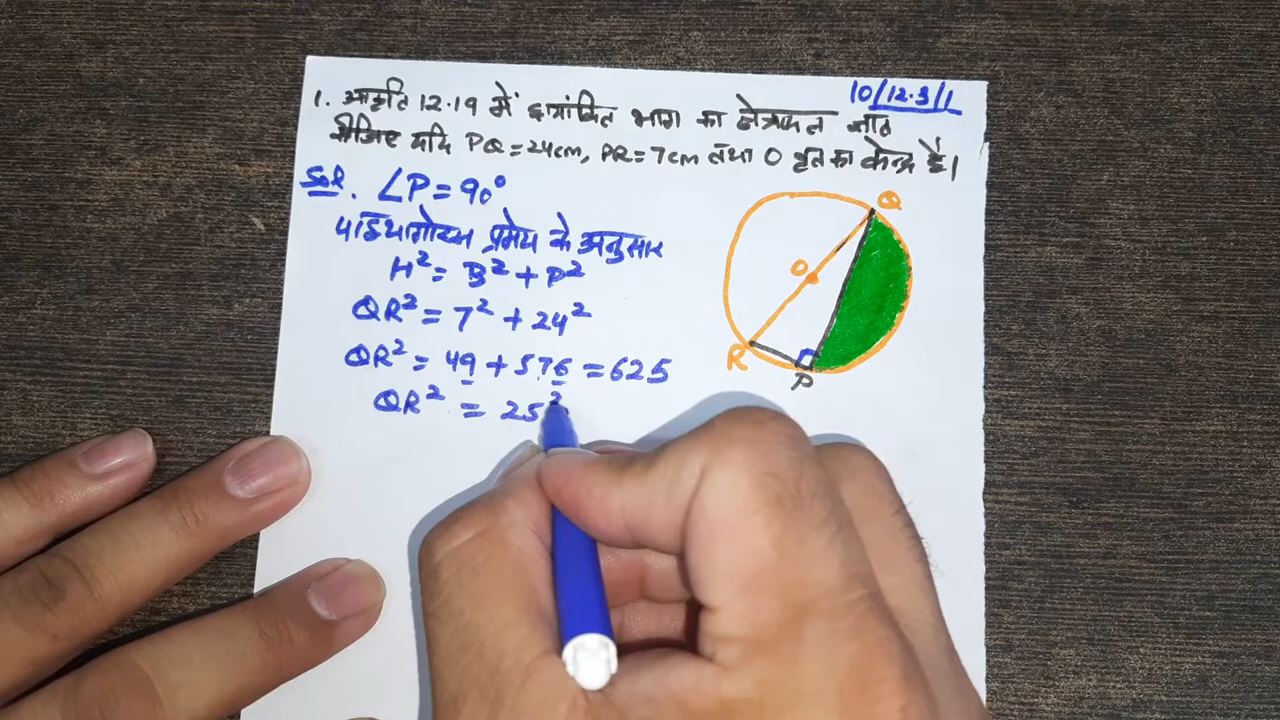 10/12.3/1
1. आकृति 12.19 में छायांकित भाग का क्षेत्रफल ज्ञात
कीजिए यदि PQ = 24cm, PR = 7cm तथा O वृत का केन्द्र है।
Sol. ∠P = 90°
पाइथागोरस प्रमेय के अनुसार
H² = B² + P²
QR² = 7² + 24²
QR² = 49 + 576 = 625
QR² = 25²
Q
O
R
P